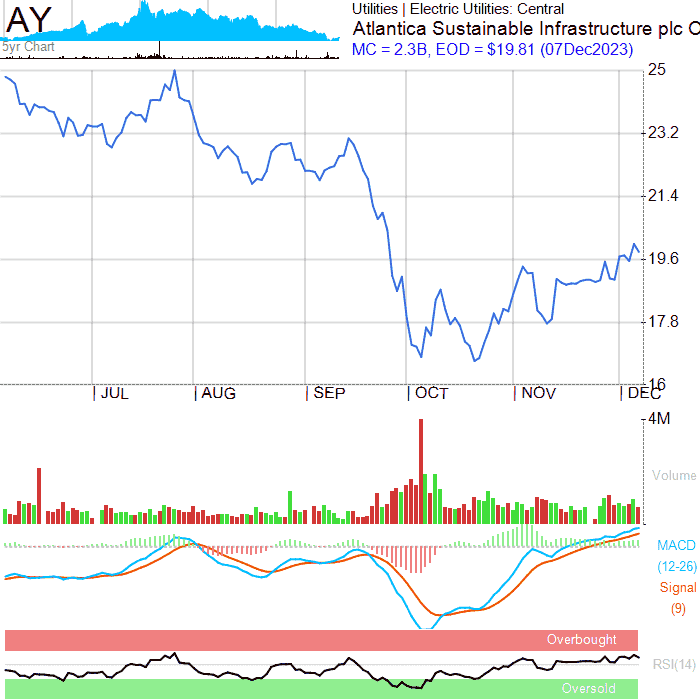 AY
5yr Chart
Utilities | Electric Utilities: Central
Atlantica Sustainable Infrastructure plc O
MC = 2.3B, EOD = $19.81 (07Dec2023)
25
23.2
21.4
19.6
17.8
16
JUL AUG SEP OCT NOV DEC
4M
Volume
MACD
(12-26)
Signal
(9)
Overbought
RSI(14)
Oversold